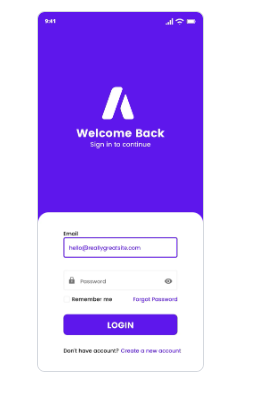 9:41
Welcome Back
Sign in to continue
Email
hello@reallygreatsite.com
Password
Remember me Forgot Password
LOGIN
Don't have account? Create a new account